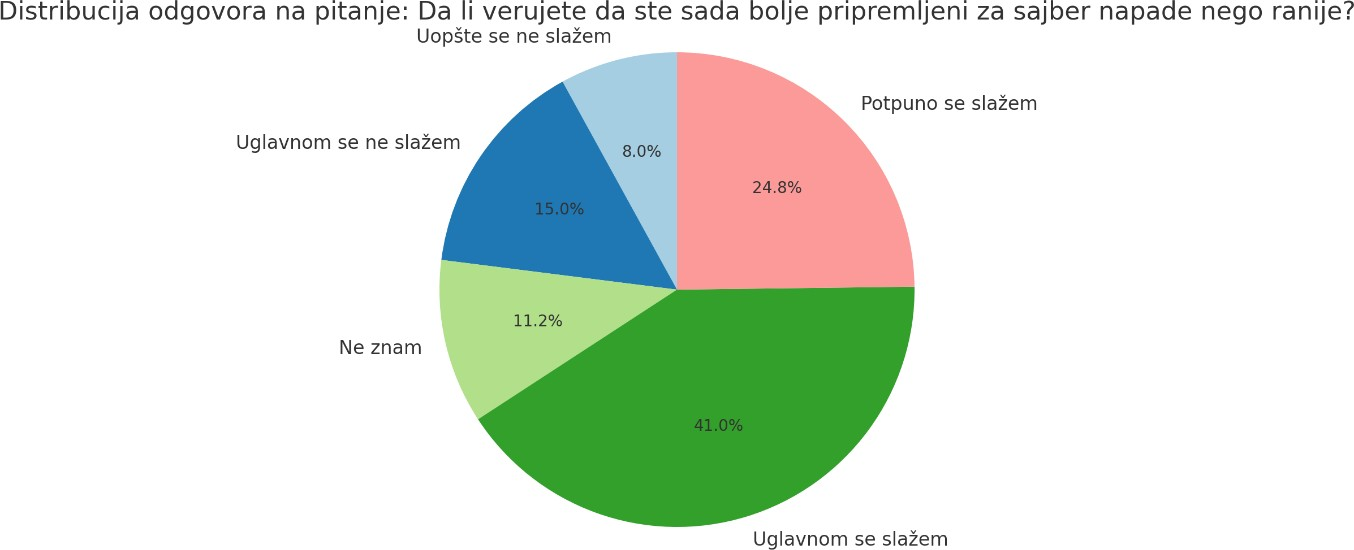 Distribucija odgovora na pitanje: Da li verujete da ste sada bolje pripremljeni za sajber napade nego ranije?
Uopšte se ne slažem
Potpuno se slažem
Uglavnom se ne slažem
8.0%
24.8%
15.0%
11.2%
Ne znam
41.0%
Uglavnom se slažem